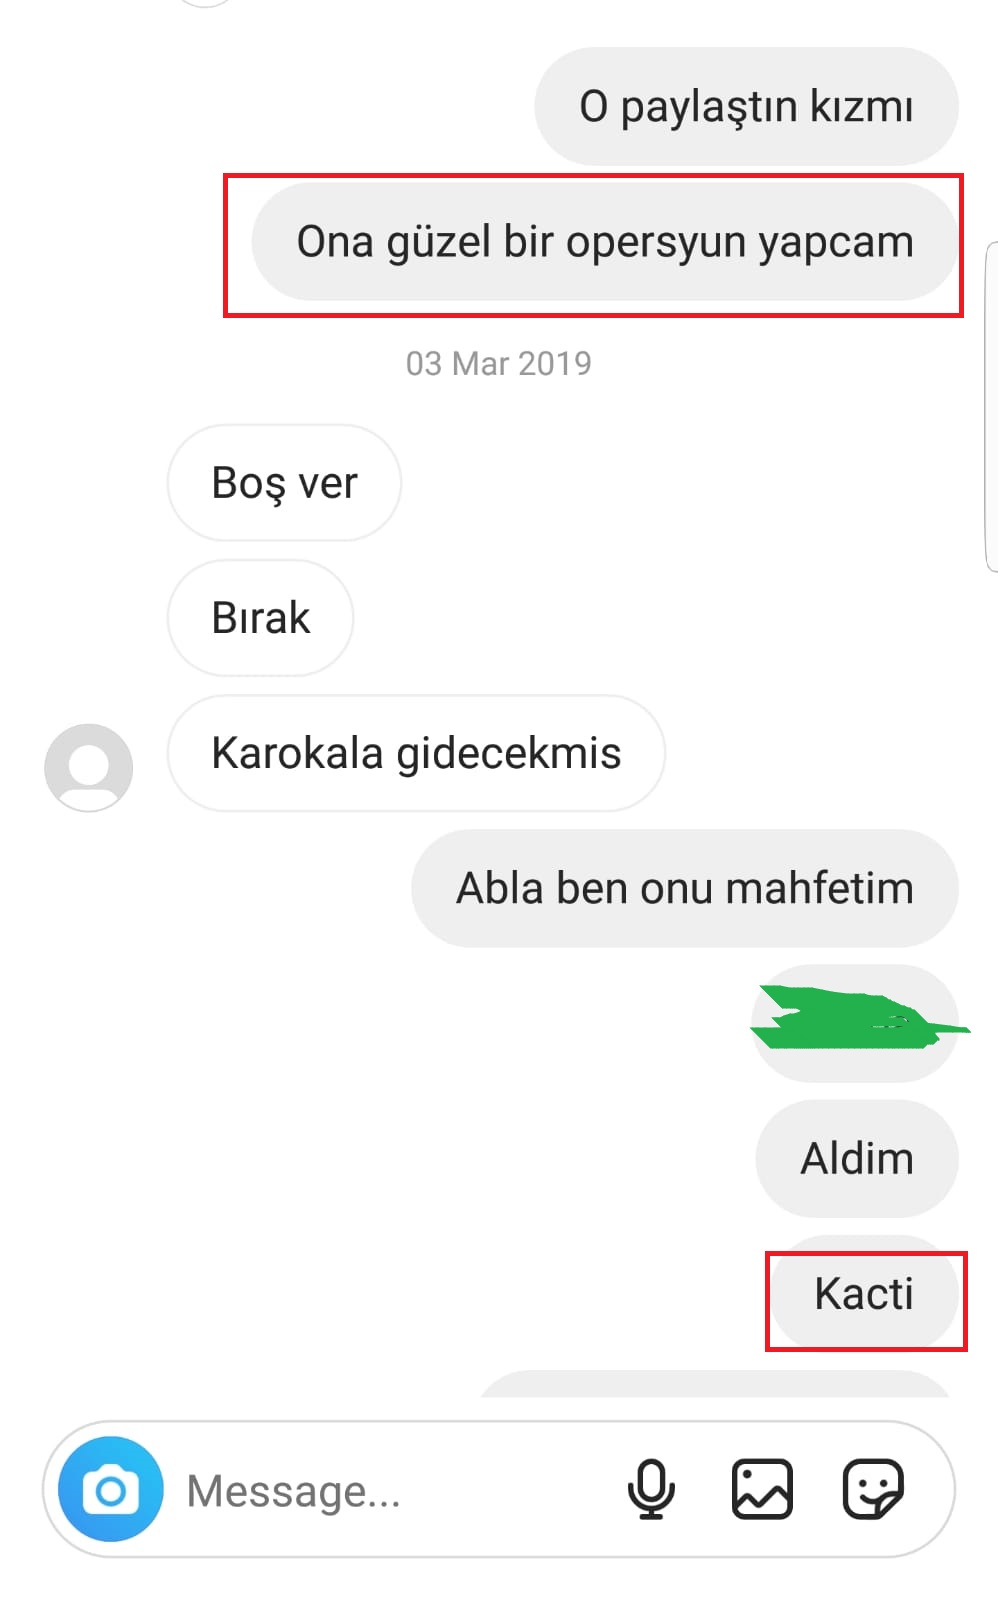 O paylaştın kızmı
Ona güzel bir opersyun yapcam
03 Mar 2019
Boş ver
Bırak
Karokala gidecekmis
Abla ben onu mahfetim
Aldim
Kacti
Message...